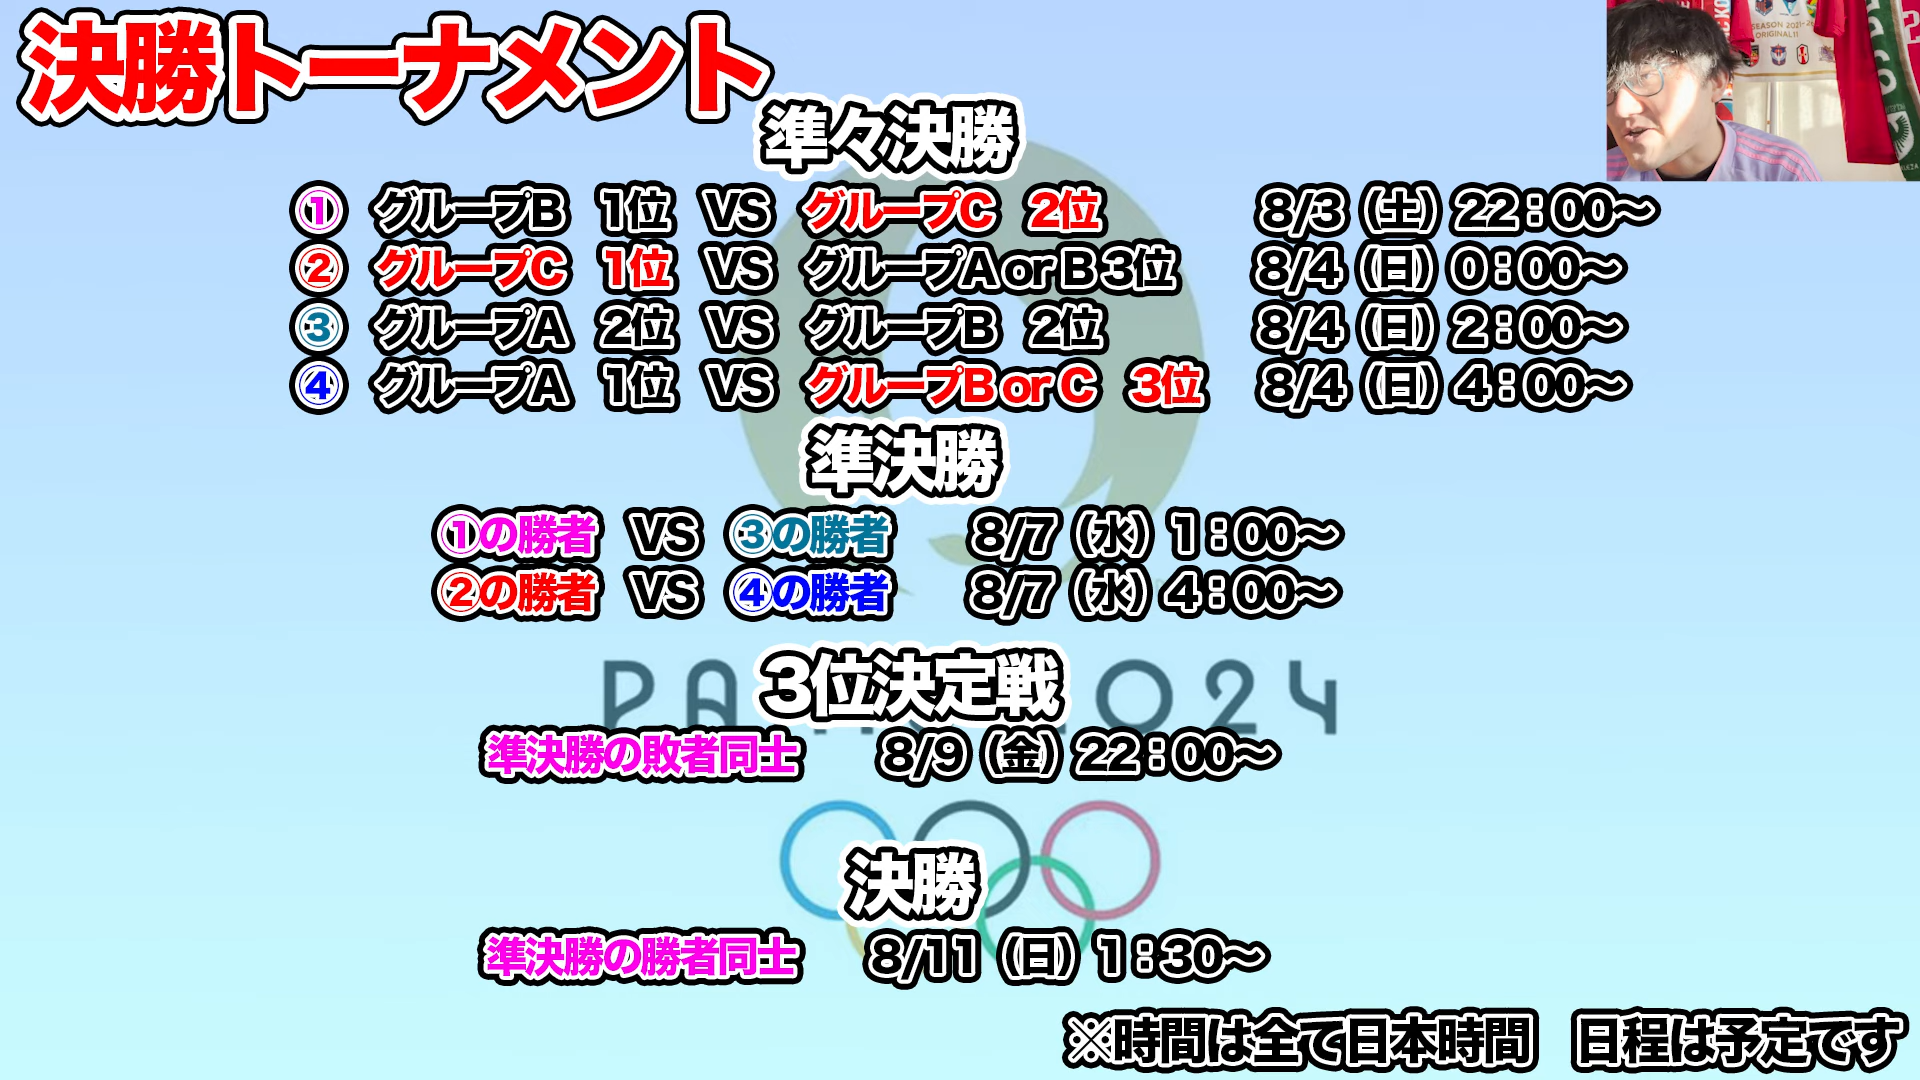 決勝トーナメント
準々決勝
① グループB 1位 VS グループC 2位 8/3（土）22：00～
② グループC 1位 VS グループA or B 3位 8/4（日）0：00～
③ グループA 2位 VS グループB 2位 8/4（日）2：00～
④ グループA 1位 VS グループB or C 3位 8/4（日）4：00～
準決勝
①の勝者 VS ③の勝者 8/7（水）1：00～
②の勝者 VS ④の勝者 8/7（水）4：00～
3位決定戦
準決勝の敗者同士 8/9（金）22：00～
決勝
準決勝の勝者同士 8/11（日）1：30～
※時間は全て日本時間 日程は予定です
SEASON 2021-
ORIGINAL11